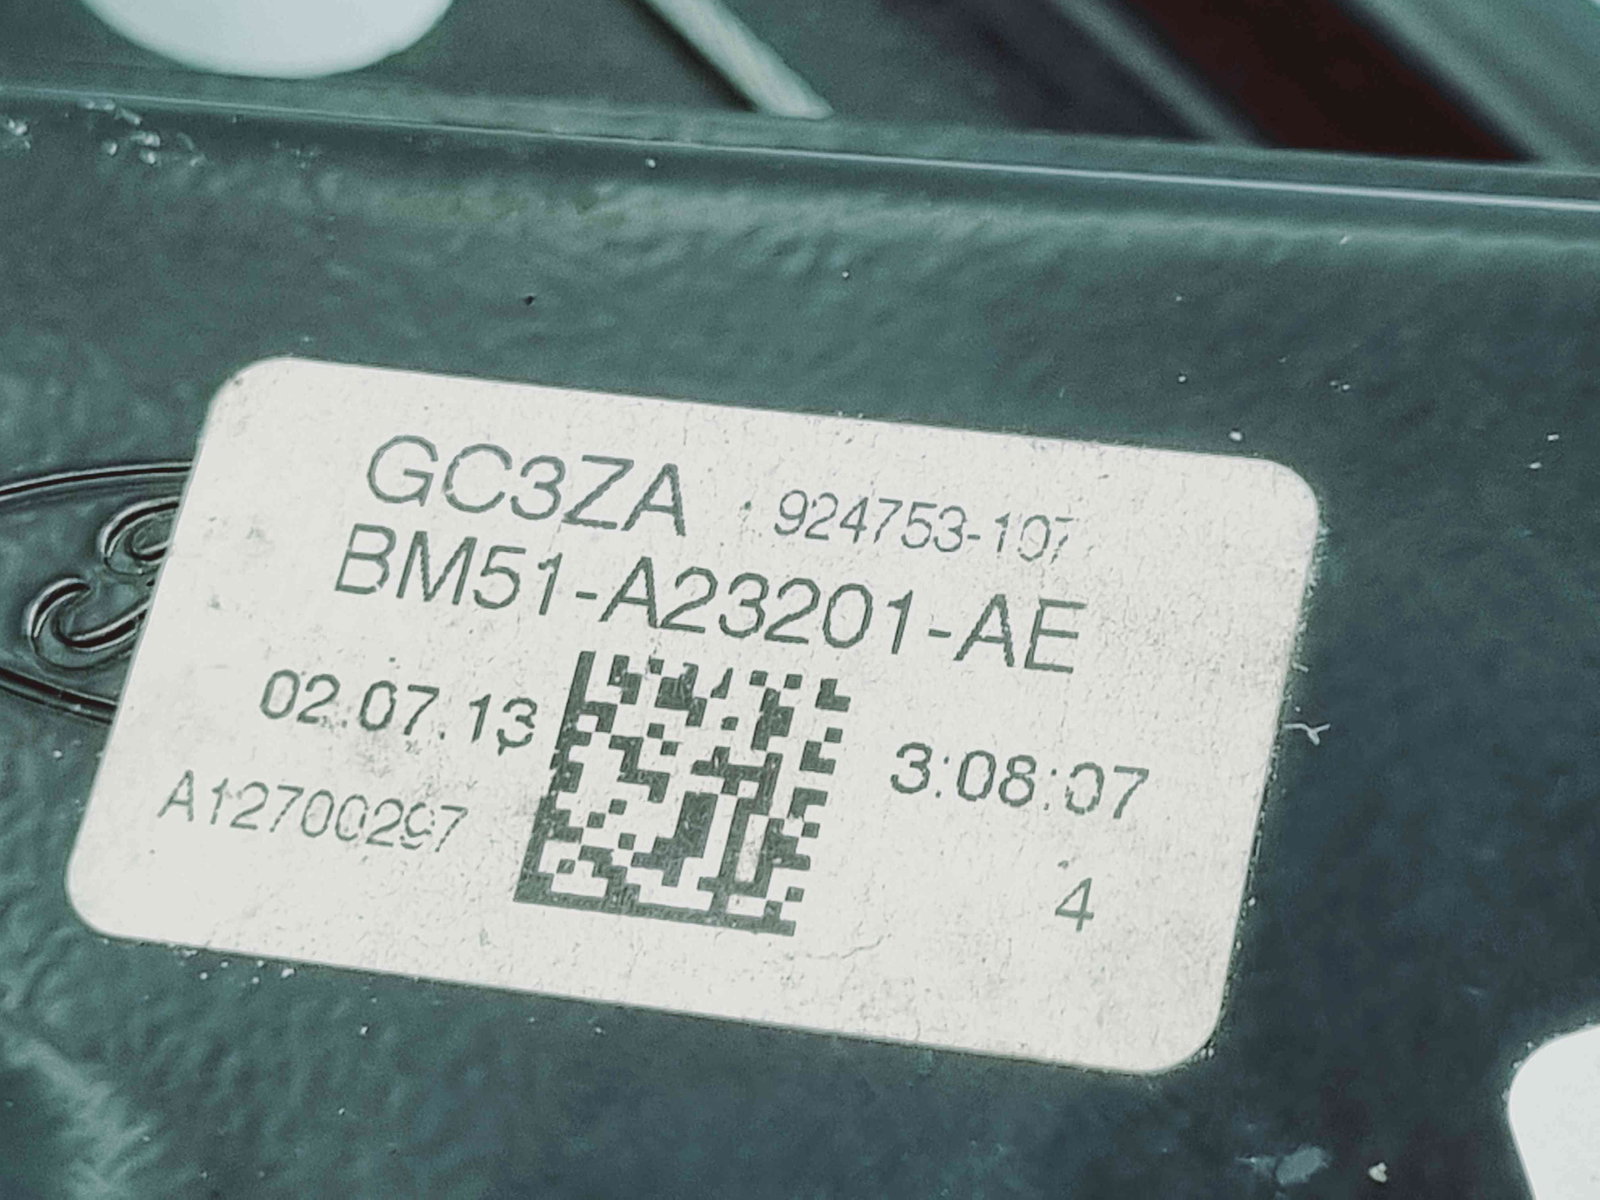 GC3ZA 924753-107
BM51-A23201-AE
02.07.13 3:08:07
A12700297 4